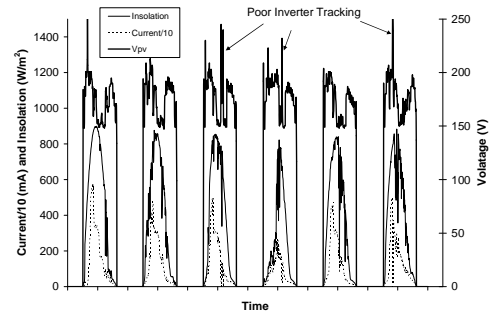 Insolation
Current/10
Vpv
Poor Inverter Tracking
1400
1200
1000
800
600
400
200
0
250
200
150
100
50
0
Current/10 (mA) and Insolation (W/m²)
Volatage (V)
Time